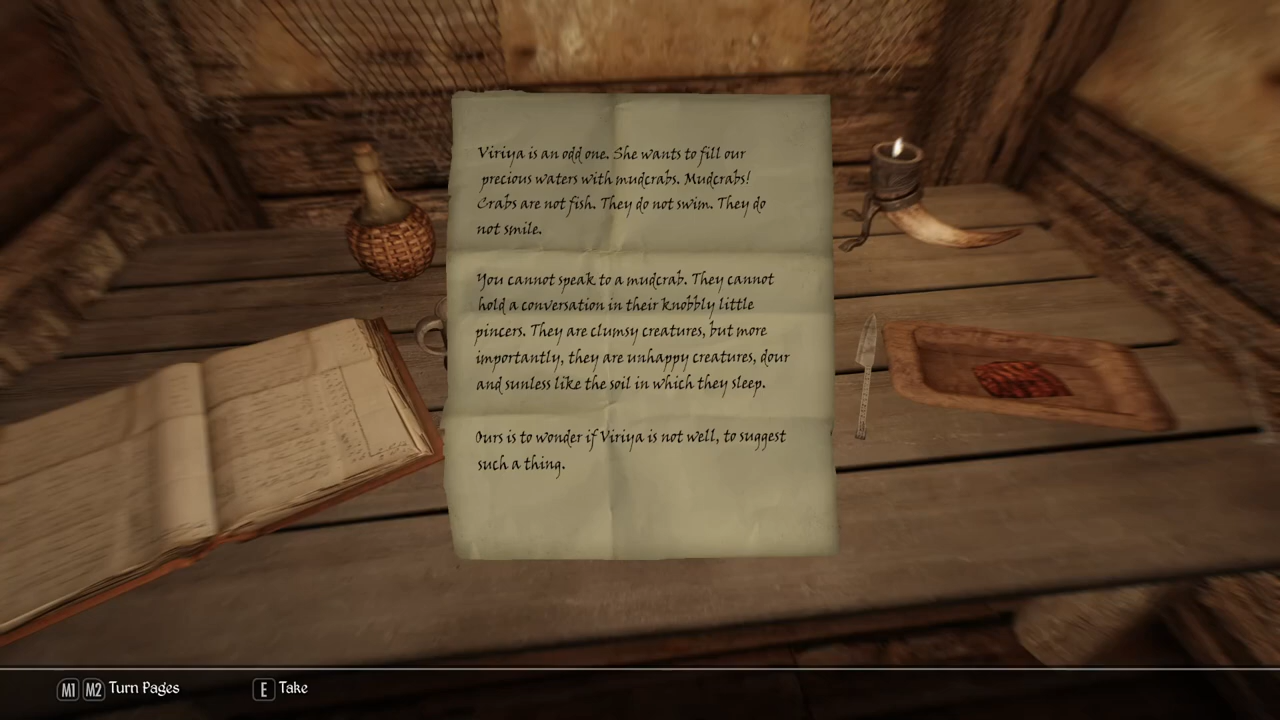 Viriya is an odd one. She wants to fill our
precious waters with mudcrabs. Mudcrabs!
Crabs are not fish. They do not swim. They do
not smile.
You cannot speak to a mudcrab. They cannot
hold a conversation in their knobbly little
pincers. They are clumsy creatures, but more
importantly, they are unhappy creatures, dour
and sunless like the soil in which they sleep.
Ours is to wonder if Viriya is not well, to suggest
such a thing.
M1 M2 Turn Pages
E Take